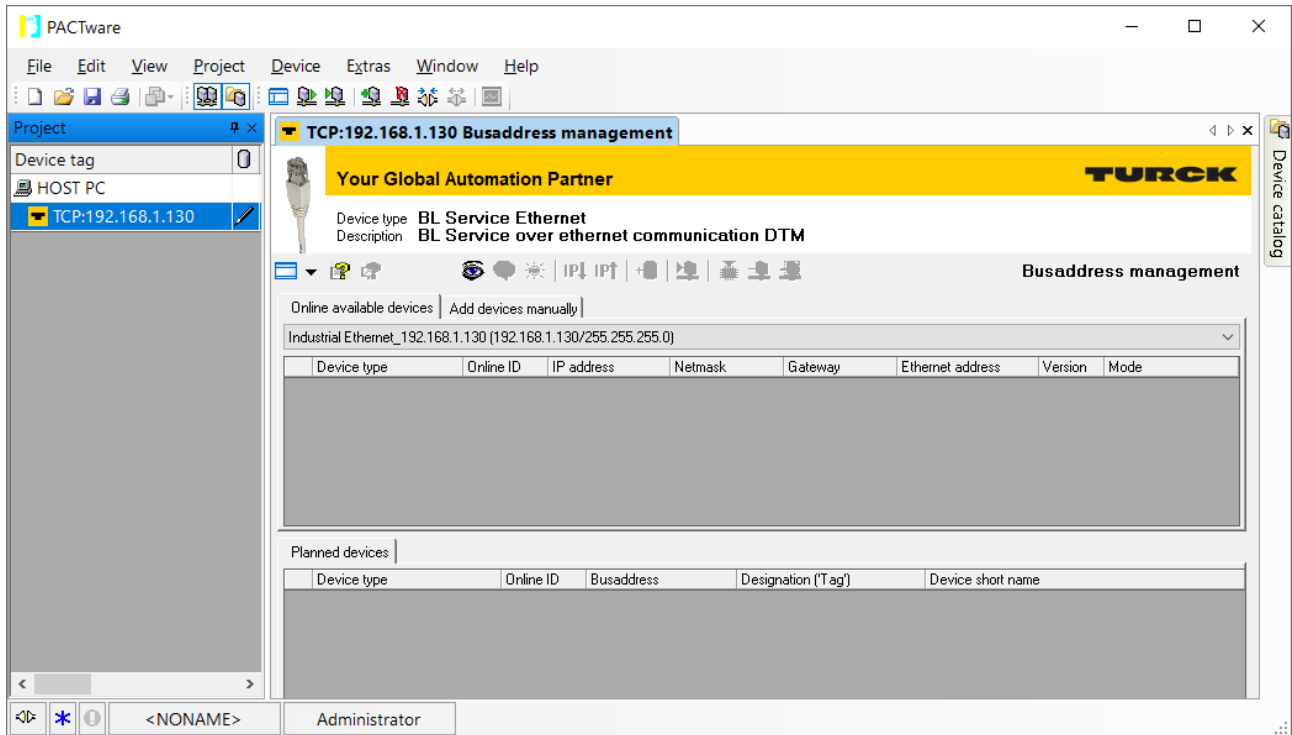 PACTware
File Edit View Project Device Extras Window Help
Project
Device tag
HOST PC
TCP:192.168.1.130
TCP:192.168.1.130 Busaddress management
Your Global Automation Partner
TURCK
Device type BL Service Ethernet
Description BL Service over ethernet communication DTM
IP IP
Busaddress management
Online available devices Add devices manually
Industrial Ethernet_192.168.1.130 (192.168.1.130/255.255.255.0)
Device type Online ID IP address Netmask Gateway Ethernet address Version Mode
Planned devices
Device type Online ID Busaddress Designation ('Tag') Device short name
Device catalog
<NONAME> Administrator